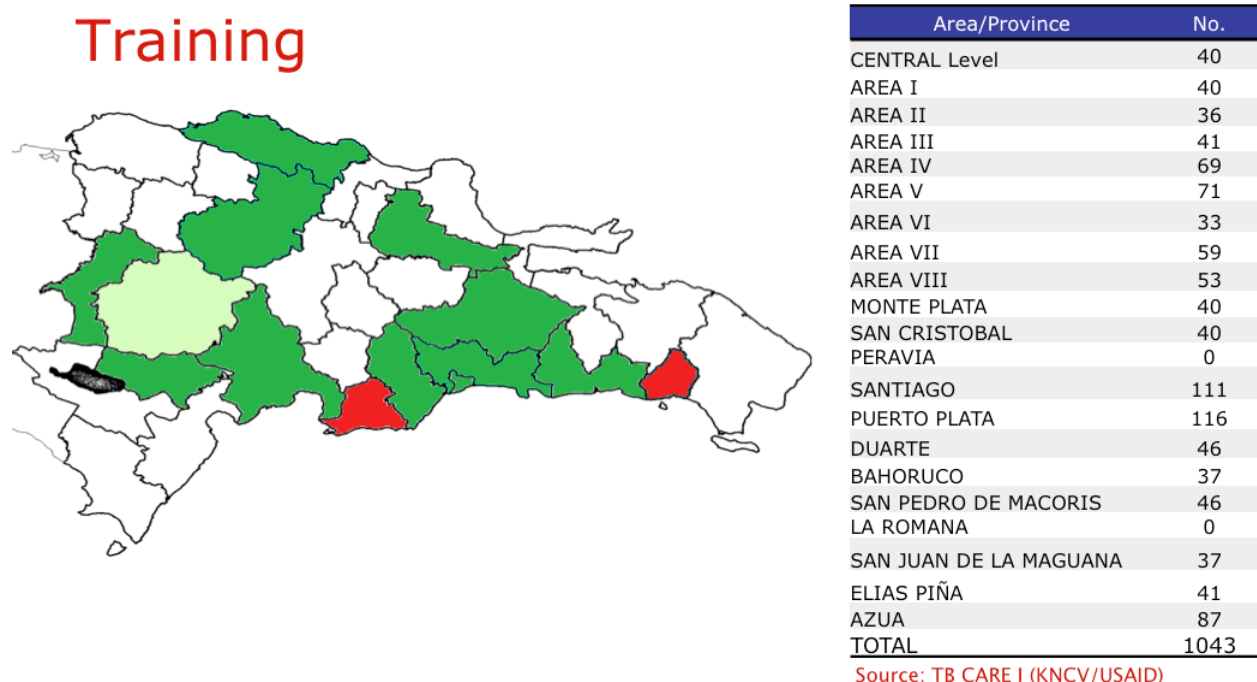 Training
Area/Province No.
CENTRAL Level 40
AREA I 40
AREA II 36
AREA III 41
AREA IV 69
AREA V 71
AREA VI 33
AREA VII 59
AREA VIII 53
MONTE PLATA 40
SAN CRISTOBAL 40
PERAVIA 0
SANTIAGO 111
PUERTO PLATA 116
DUARTE 46
BAHORUCO 37
SAN PEDRO DE MACORIS 46
LA ROMANA 0
SAN JUAN DE LA MAGUANA 37
ELIAS PIÑA 41
AZUA 87
TOTAL 1043
Source: TB CARE I (KNCV/USAID)